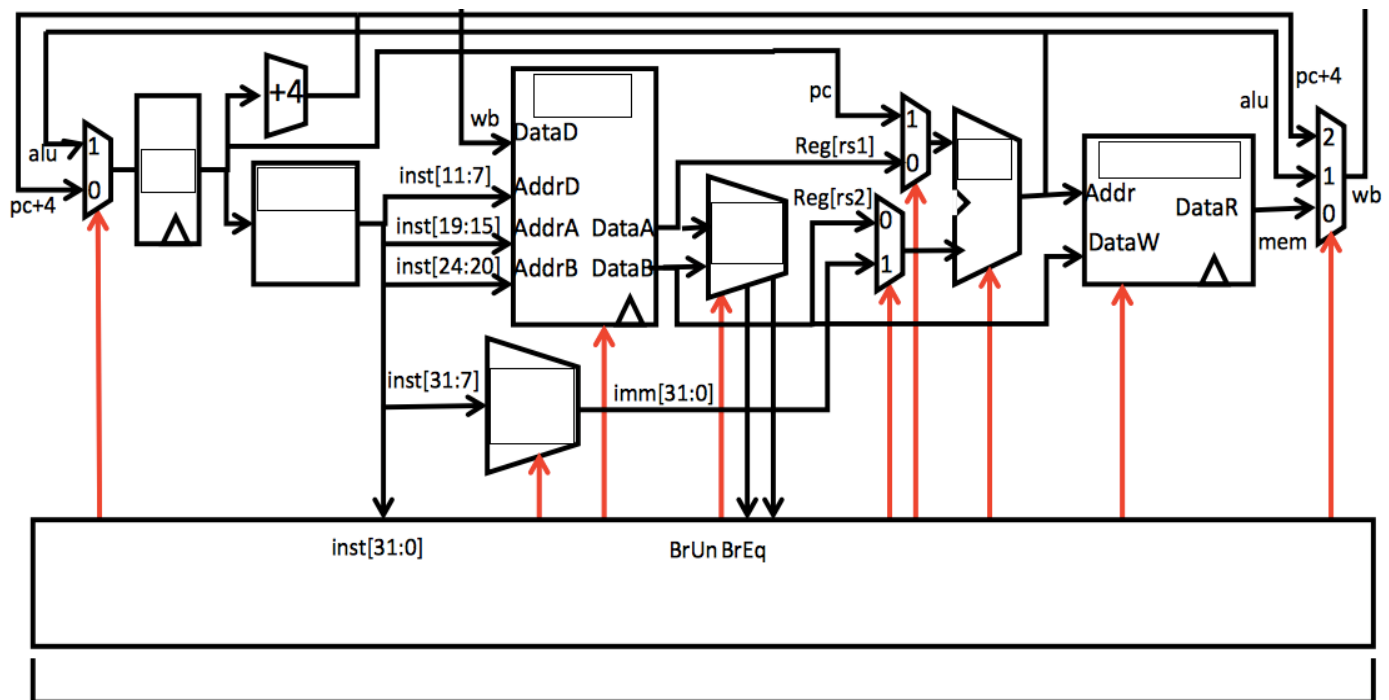 pc+4
+4
pc
alu
wb
DataD
1
1
2
alu
Reg[rs1]
0
inst[11:7]
AddrD
1
0
Addr
pc+4
Reg[rs2]
wb
inst[19:15]
AddrA
DataA
0
DataR
0
mem
inst[24:20]
AddrB
DataB
1
DataW
inst[31:7]
imm[31:0]
inst[31:0]
BrUn
BrEq